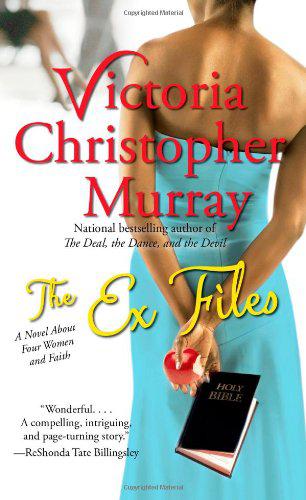 Victoria
Christopher
Murray
National bestselling author of
The Deal, the Dance, and the Devil
The Ex Files
A Novel About
Four Women
and Faith
HOLY
BIBLE
"Wonderful. . . .
A compelling, intriguing,
and page-turning story."
—ReShonda Tate Billingsley